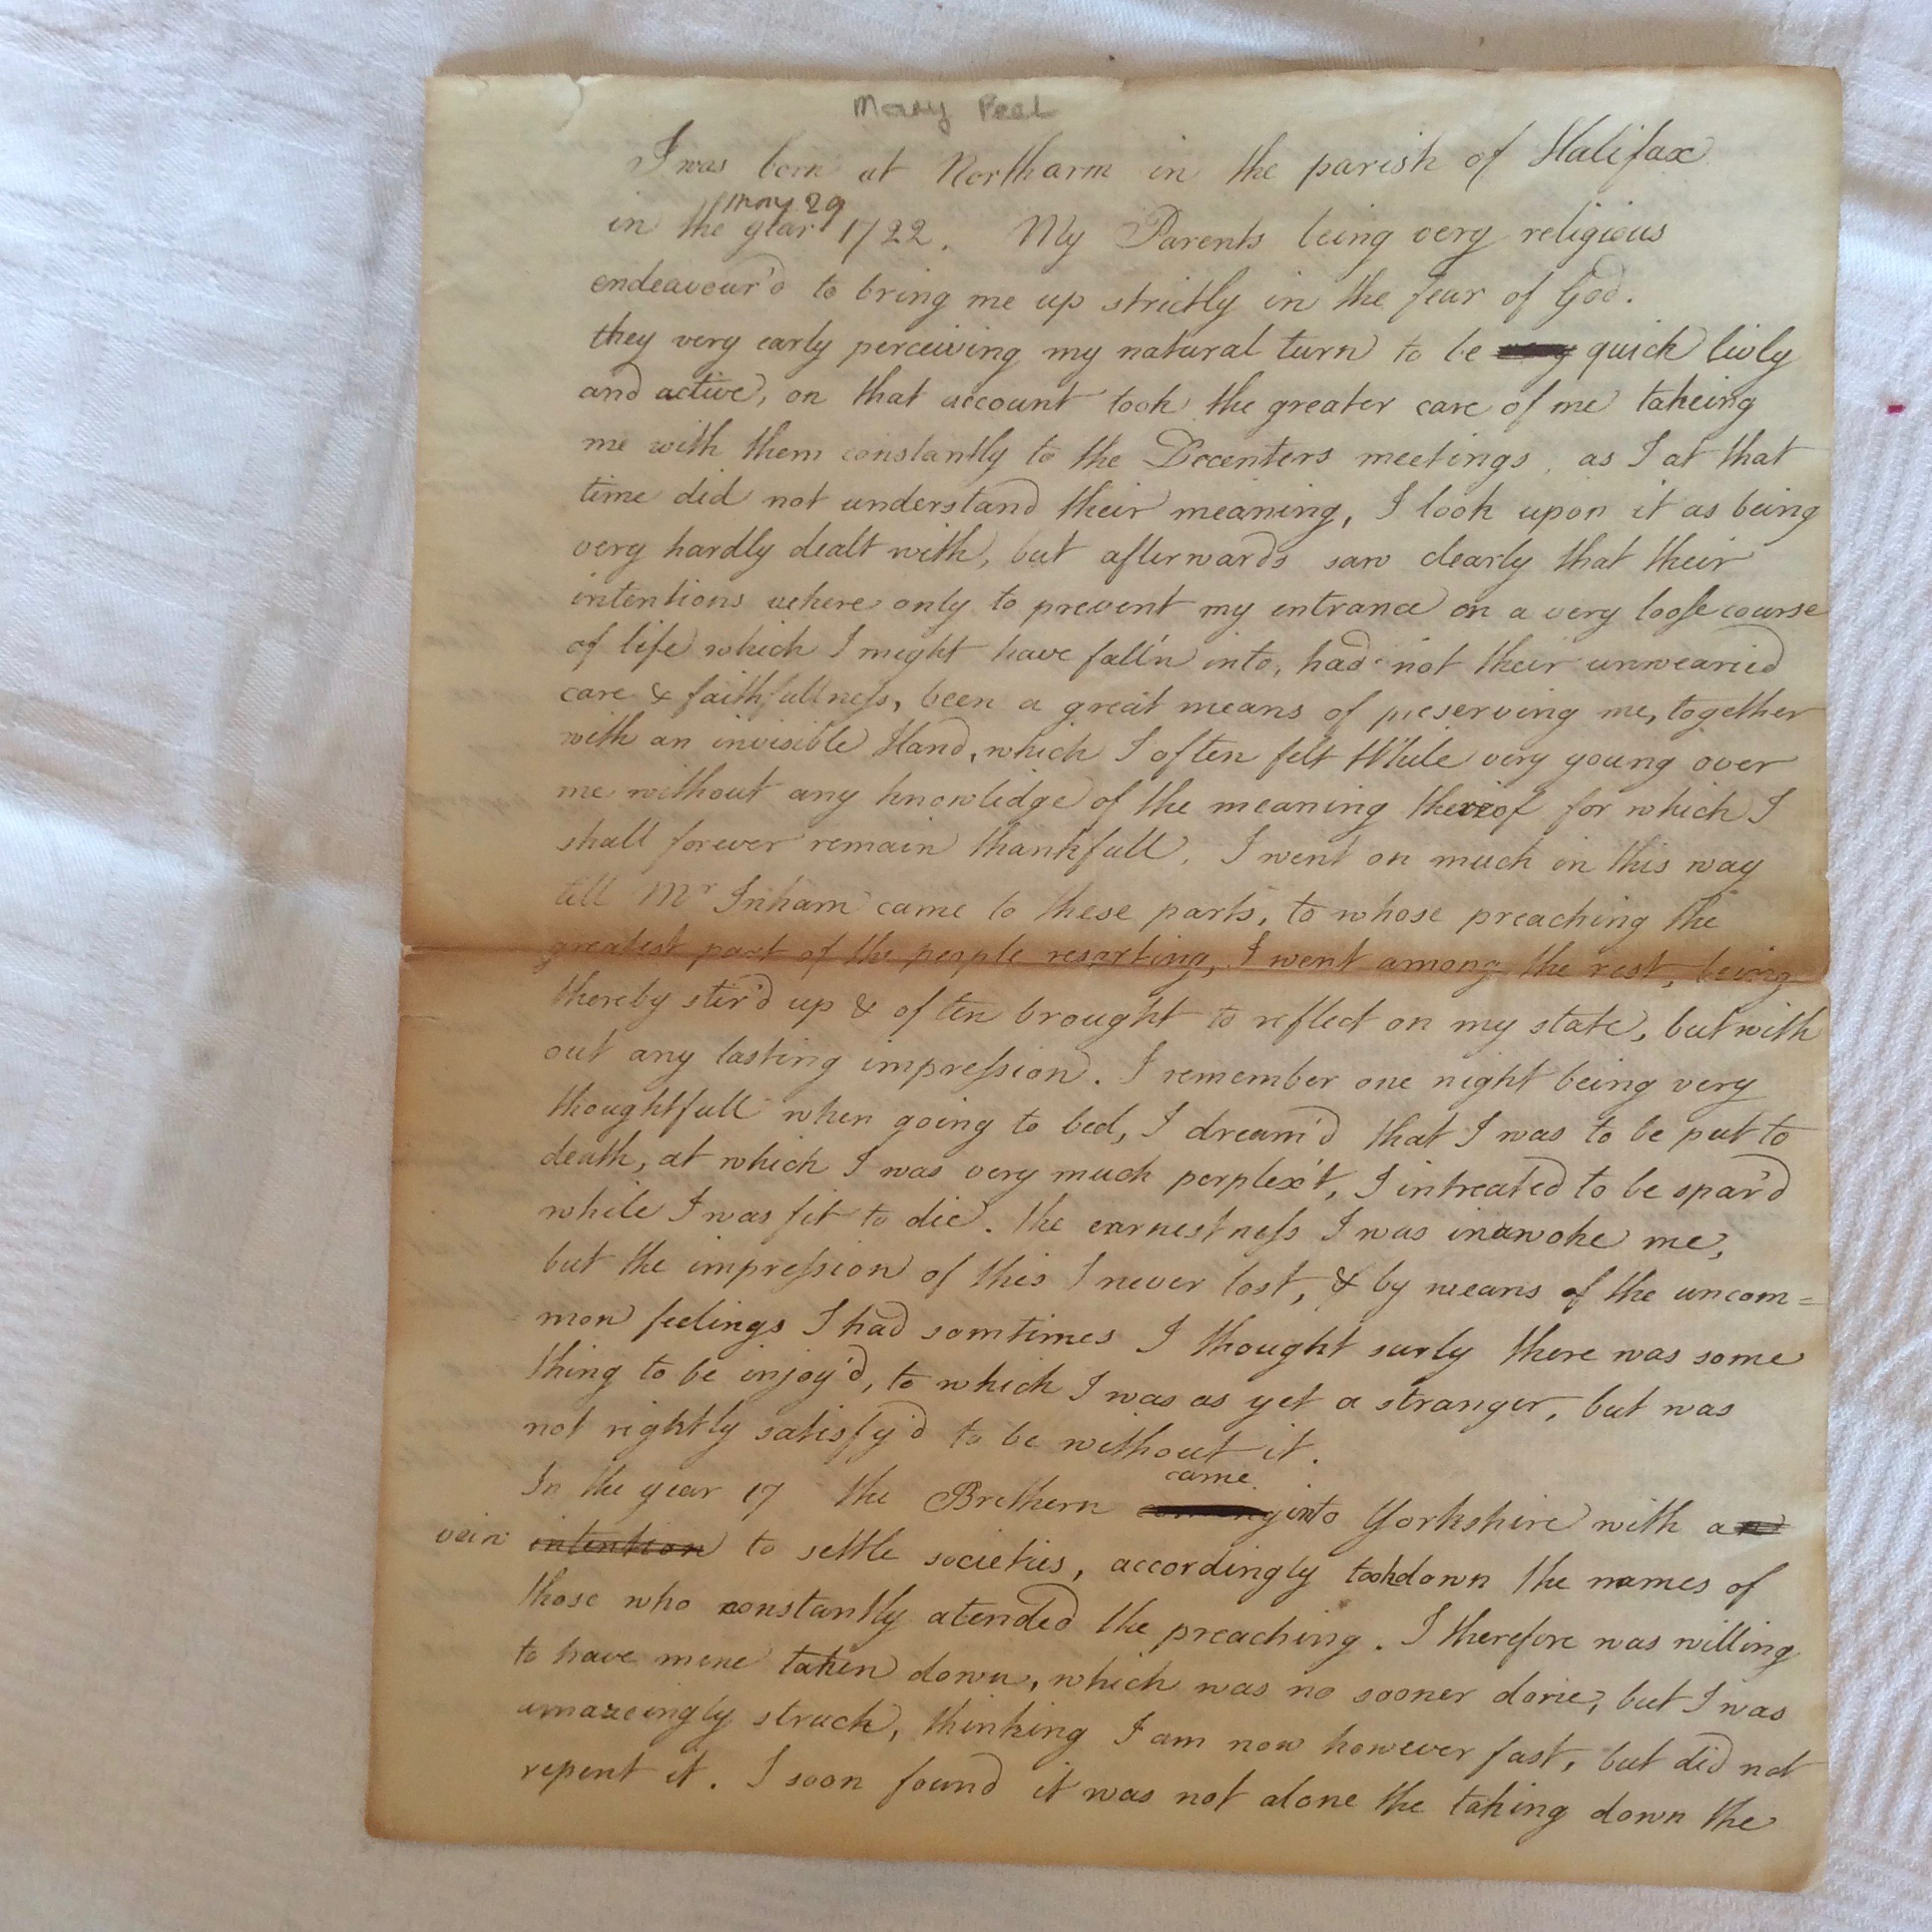 Mary Peel
I was born at Northarm in the parish of Halifax
may 29
in the year 1722. My Parents being very religious
endeavour'd to bring me up strictly in the fear of God.
they very early perceiving my natural turn to be very quick livly
and active, on that account took the greater care of me takeing
me with them constantly to the Decenters meetings, as I at that
time did not understand their meaning, I look upon it as being
very hardly dealt with, but afterwards saw clearly that their
intentions where only to prevent my entrance on a very loose course
of life which I might have fall'n into, had not their unwearied
care & faithfullness, been a great means of preserving me, together
with an invisible Hand, which I often felt While very young over
me without any knowlidge of the meaning thereof for which I
shall forever remain thankfull. I went on much in this way
till Mr Inham came to these parts, to whose preaching the
greatest part of the people resorting, I went among the rest, being
thereby stir'd up & often brought to reflect on my state, but with
out any lasting impression. I remember one night being very
thoughtfull when going to bed, I dream'd that I was to be put to
death, at which I was very much perplex't, I intreated to be spar'd
while I was fit to die. the earnestness I was in awoke me,
but the impression of this I never lost, & by means of the uncom=
mon feelings I had somtimes I thought surly there was some
thing to be injoy'd, to which I was as yet a stranger, but was
not rightly satisfy'd to be without it.
came
In the year 17 the Brethern coming into Yorkshire with an
vein intention to settle societies, accordingly took down the names of
those who constantly atended the preaching. I therefore was willing
to have mine taken down, which was no sooner done, but I was
amazeingly struck, thinking I am now however fast, but did not
repent it. I soon found it was not alone the taking down the